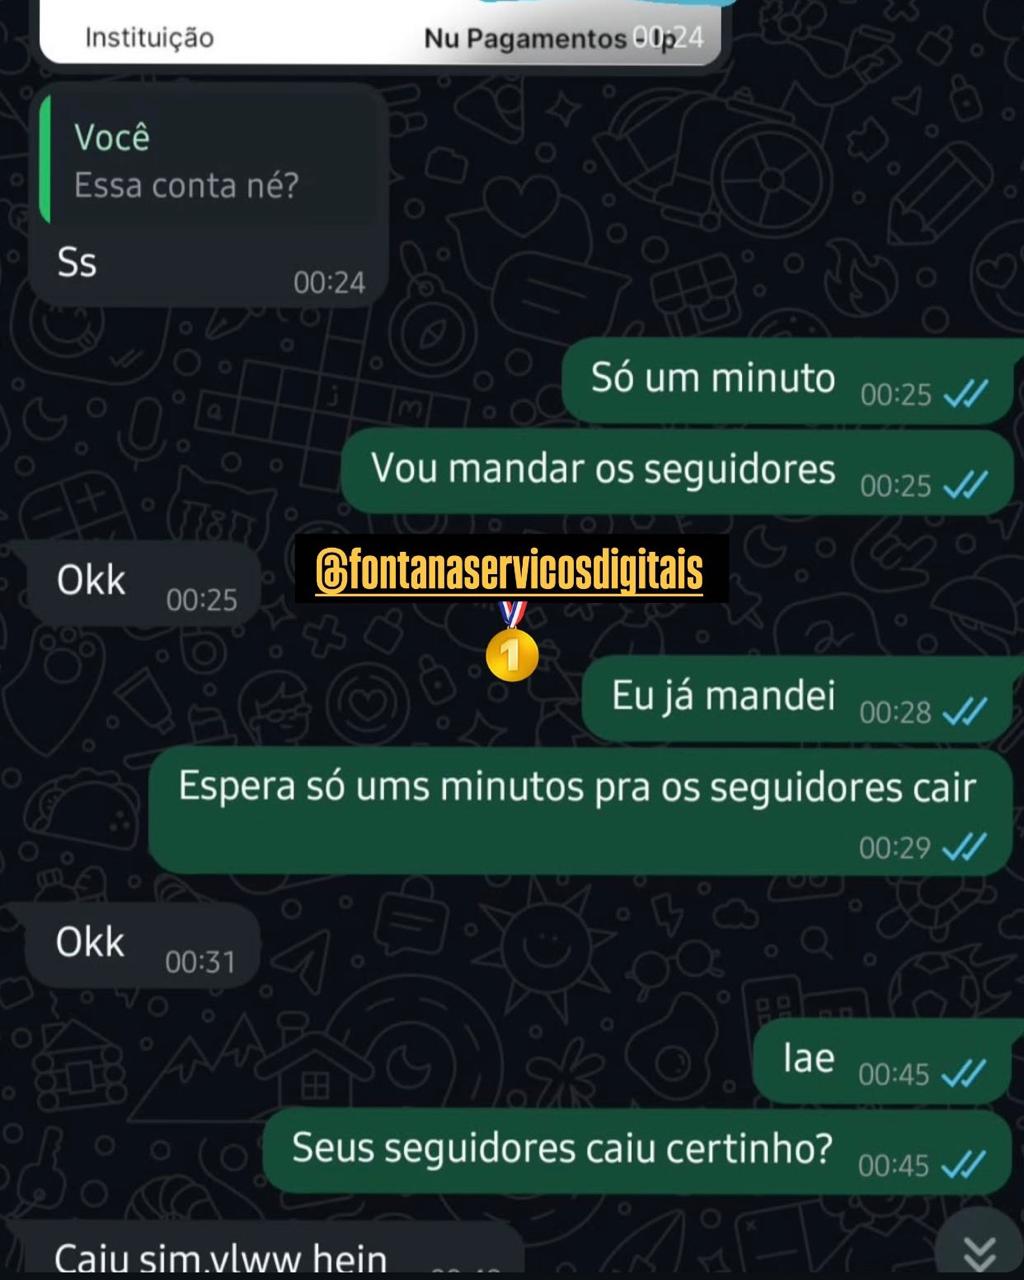 Instituição Nu Pagamentos - Ip
00:24
Você
Essa conta né?
Ss
00:24
Só um minuto 00:25
Vou mandar os seguidores 00:25
Okk 00:25
@fontanaservicosdigitais
1
Eu já mandei 00:28
Espera só ums minutos pra os seguidores cair
00:29
Okk 00:31
Iae 00:45
Seus seguidores caiu certinho? 00:45
Caiu sim,vlww hein